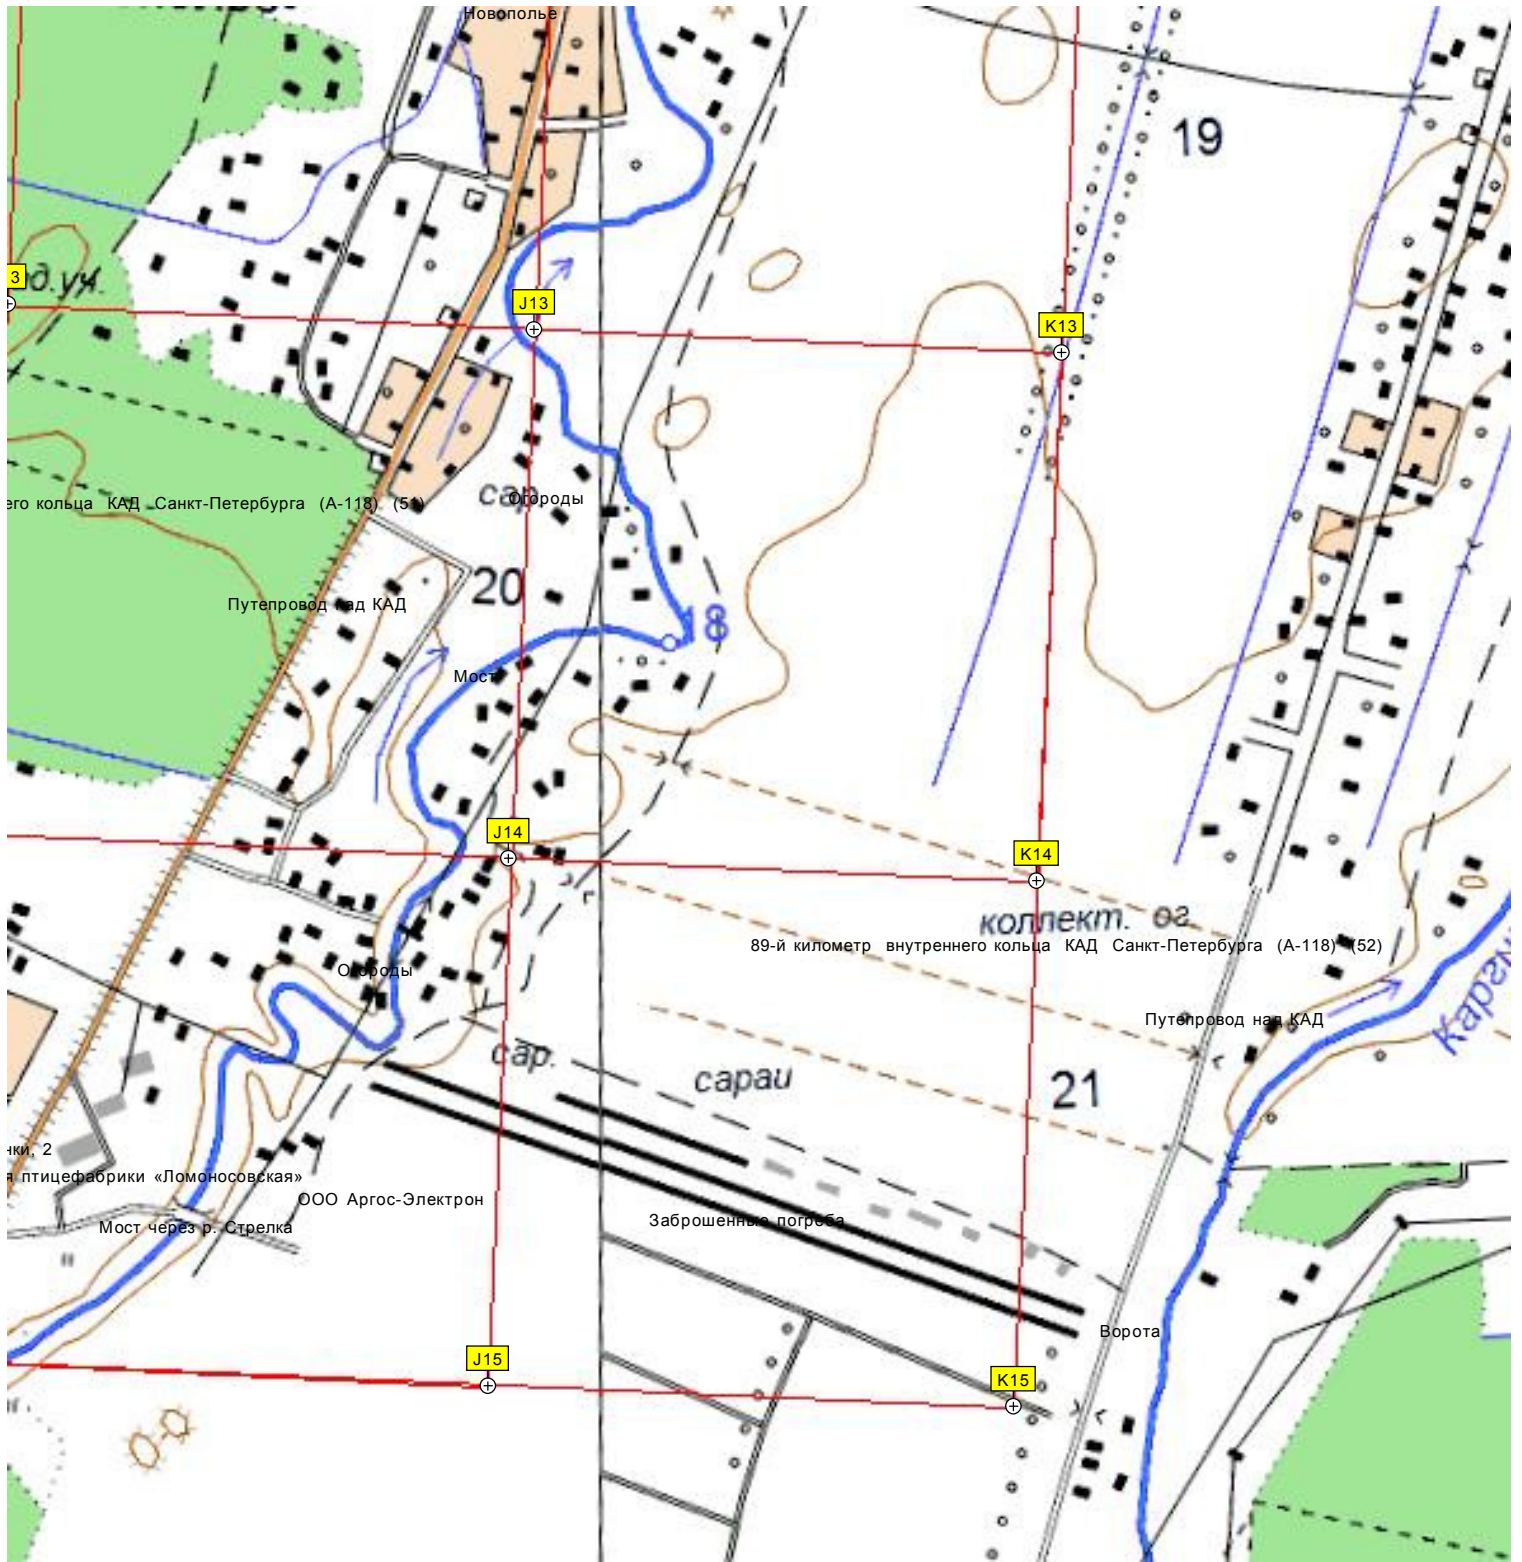 Новополье
19
3
од.уч.
J13
K13
его кольца КАД Санкт-Петербурга (А-118) (51)
сар.
Огороды
20
Путепровод над КАД
18
Мост
J14
K14
коллект. ог.
89-й километр внутреннего кольца КАД Санкт-Петербурга (А-118) (52)
Огороды
Путепровод над КАД
сар.
сараи
21
нки, 2
я птицефабрики «Ломоносовская»
ООО Аргос-Электрон
Заброшенные погреба
Мост через р. Стрелка
Ворота
J15
K15